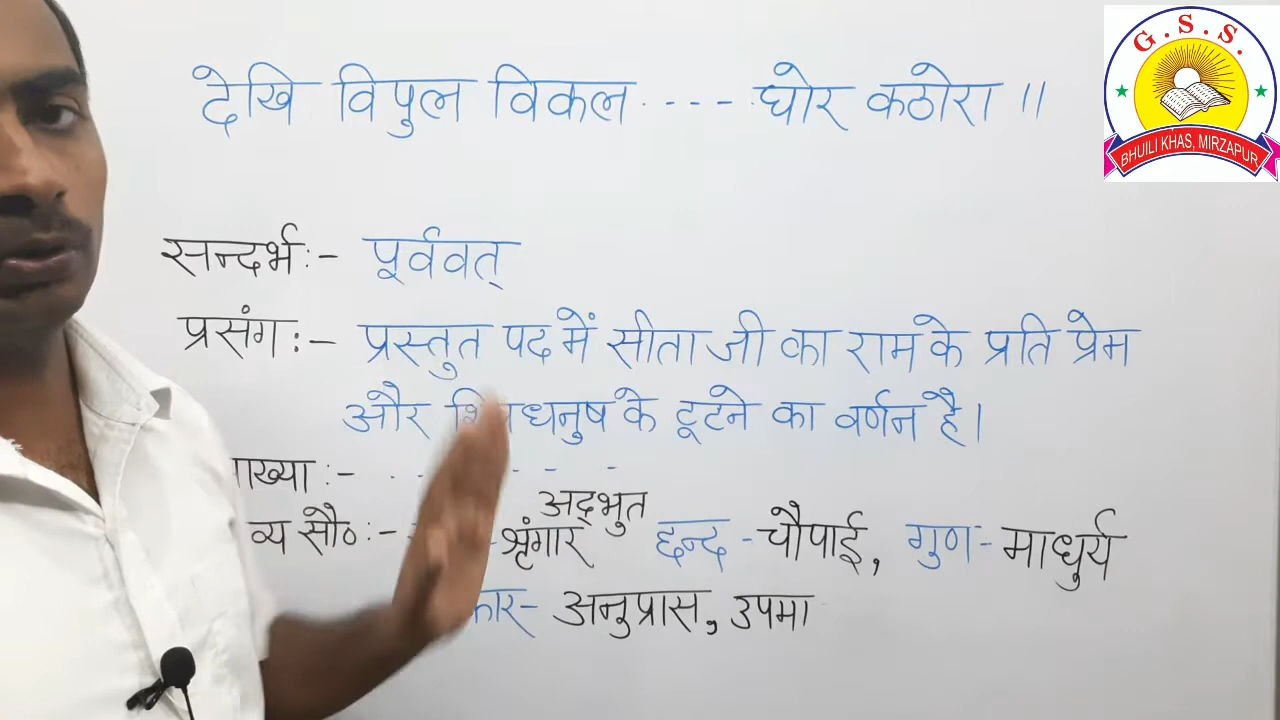 G.S.S.
BHUILI KHAS, MIRZAPUR
देखि विपुल विकल ---- घोर कठोरा ॥
सन्दर्भ:- पूर्ववत्
प्रसंग:- प्रस्तुत पद में सीता जी का राम के प्रति प्रेम
और धनुष के टूटने का वर्णन है।
ाख्या:- - - - -
अद्भुत
व्य सौ०:- - शृंगार छन्द - चौपाई, गुण - माधुर्य
कार- अनुप्रास, उपमा